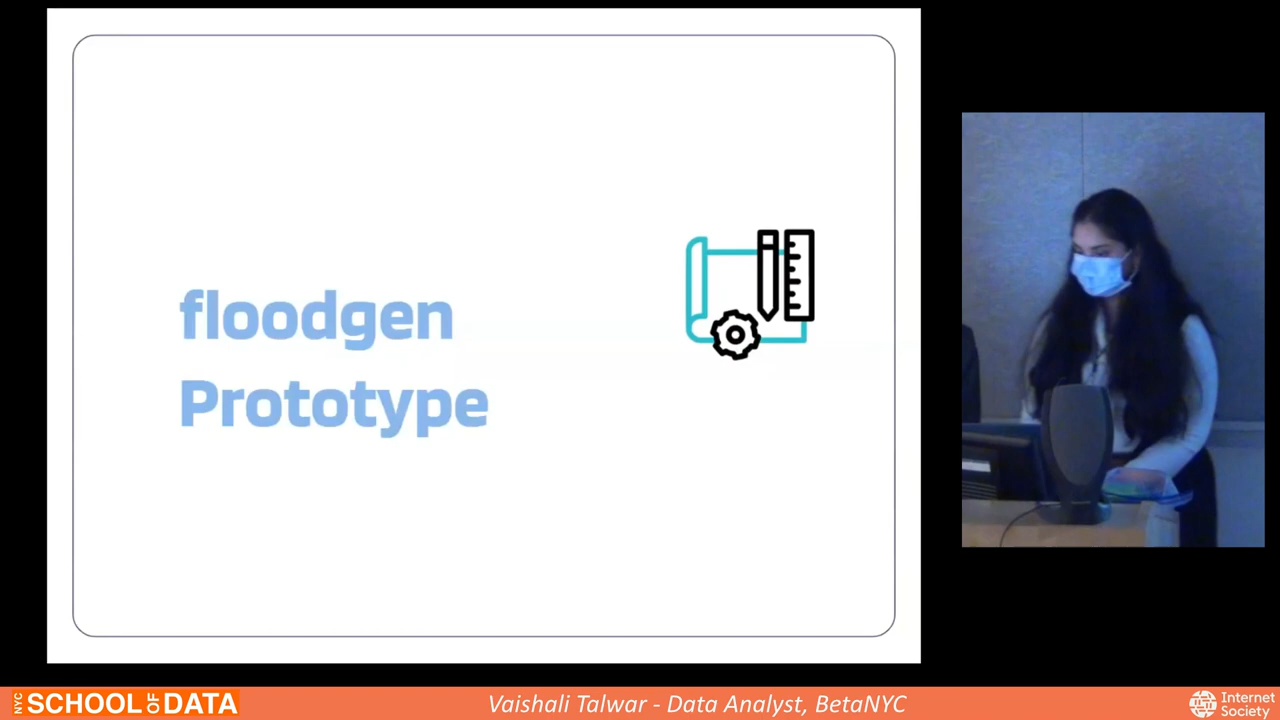 floodgen
Prototype
NYC SCHOOL OF DATA
Vaishali Talwar - Data Analyst, BetaNYC
Internet
Society